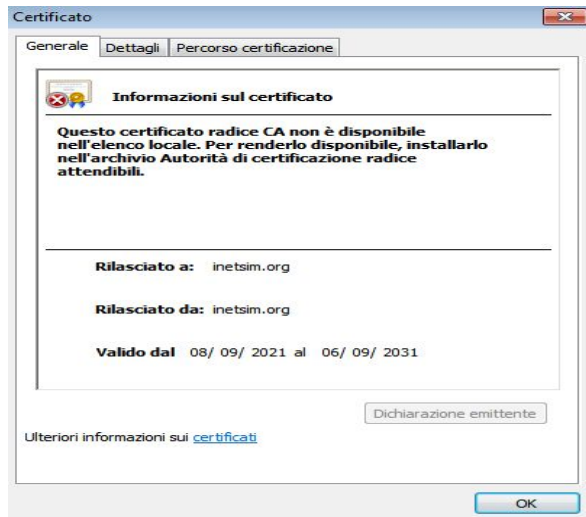 Certificato
Generale Dettagli Percorso certificazione
Informazioni sul certificato
Questo certificato radice CA non è disponibile
nell'elenco locale. Per renderlo disponibile, installarlo
nell'archivio Autorità di certificazione radice
attendibili.
Rilasciato a: inetsim.org
Rilasciato da: inetsim.org
Valido dal 08/ 09/ 2021 al 06/ 09/ 2031
Dichiarazione emittente
Ulteriori informazioni sui certificati
OK